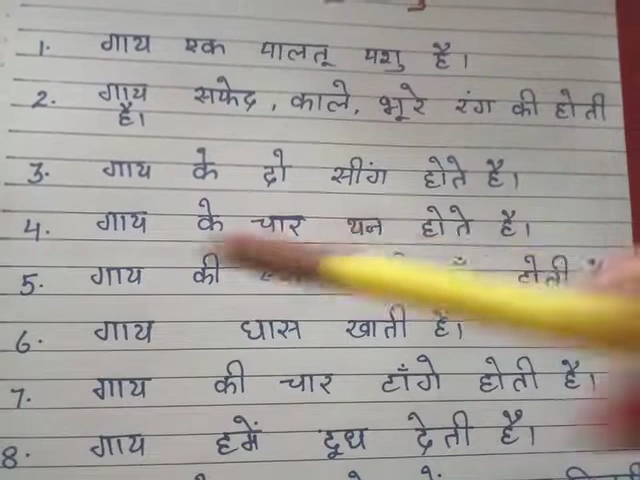 1. गाय एक पालतू पशु है।
2. गाय सफेद, काले, भूरे रंग की होती
है।
3. गाय के दो सींग होते है।
4. गाय के चार थन होते है।
5. गाय की होती
6. गाय घास खाती है।
7. गाय की चार टाँगे होती है।
8. गाय हमें दूध देती है।